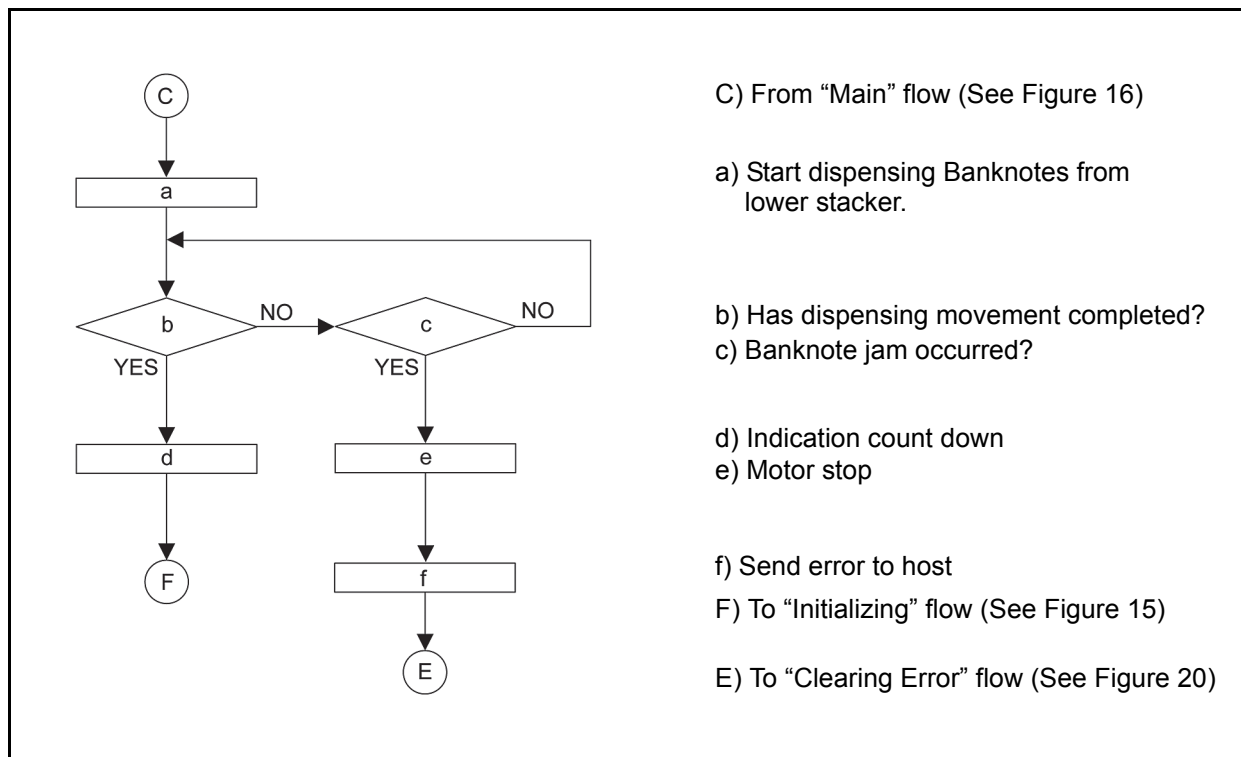 C
a
b
NO
c
NO
YES
YES
d
e
F
f
E
C) From “Main” flow (See Figure 16)
a) Start dispensing Banknotes from
lower stacker.
b) Has dispensing movement completed?
c) Banknote jam occurred?
d) Indication count down
e) Motor stop
f) Send error to host
F) To “Initializing” flow (See Figure 15)
E) To “Clearing Error” flow (See Figure 20)